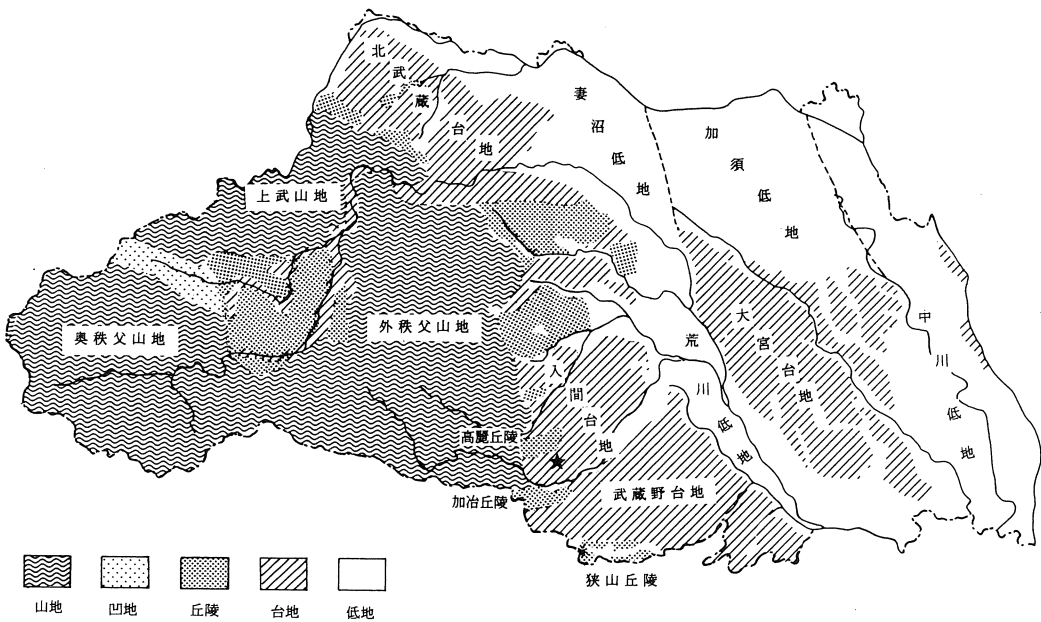 北武蔵台地
妻沼低地
加須低地
上武山地
奥秩父山地
外秩父山地
大宮台地
中川低地
荒川低地
入間台地
高麗丘陵
武蔵野台地
加治丘陵
狭山丘陵
山地
凹地
丘陵
台地
低地